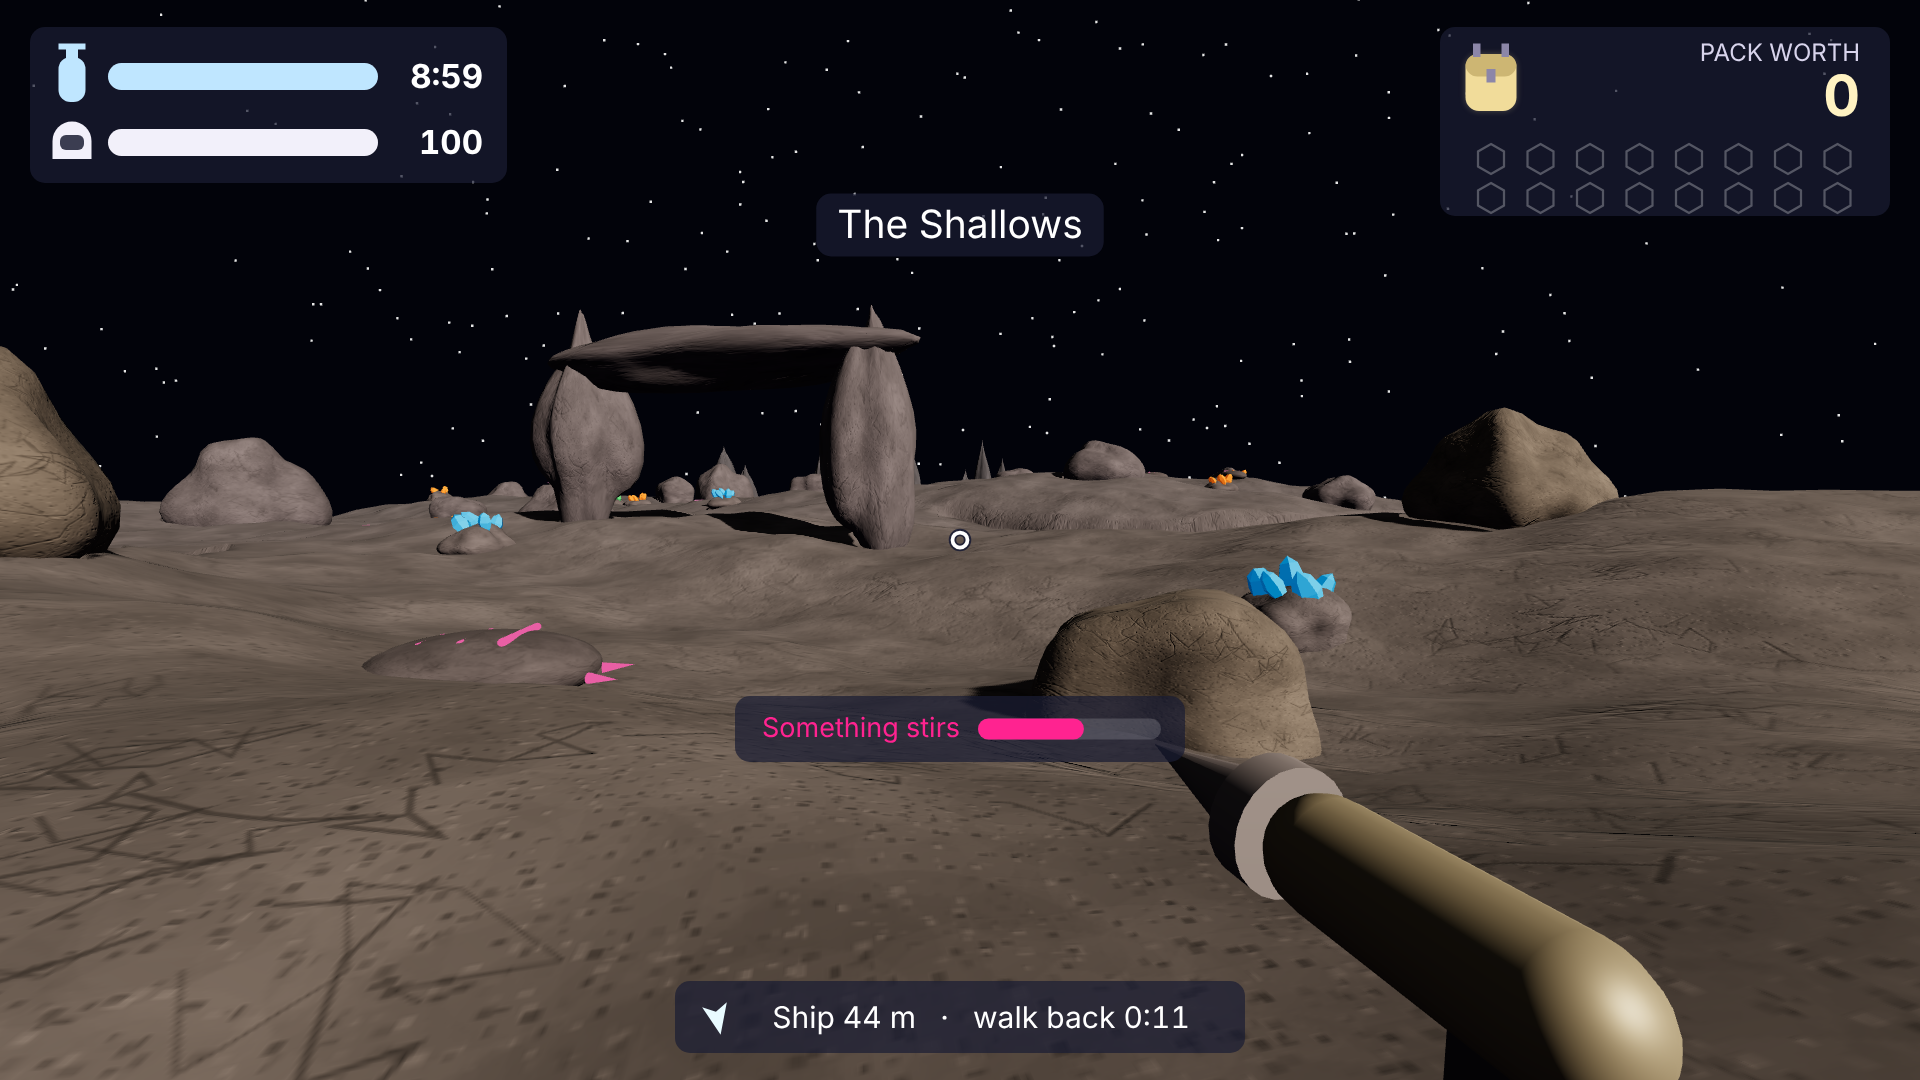 8:59
100
PACK WORTH
0
The Shallows
Something stirs
Ship 44 m · walk back 0:11